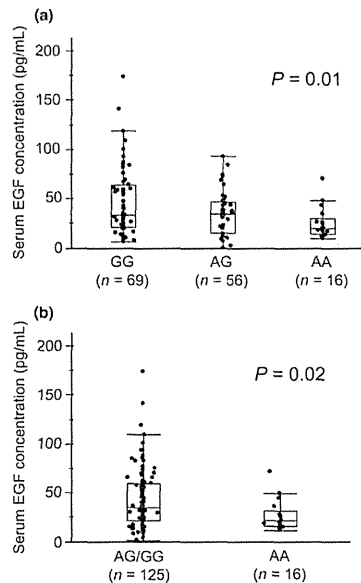 (a)
Serum EGF concentration (pg/mL)
200
150
100
50
0
P = 0.01
GG AG AA
(n = 69) (n = 56) (n = 16)
(b)
Serum EGF concentration (pg/mL)
200
150
100
50
0
P = 0.02
AG/GG AA
(n = 125) (n = 16)